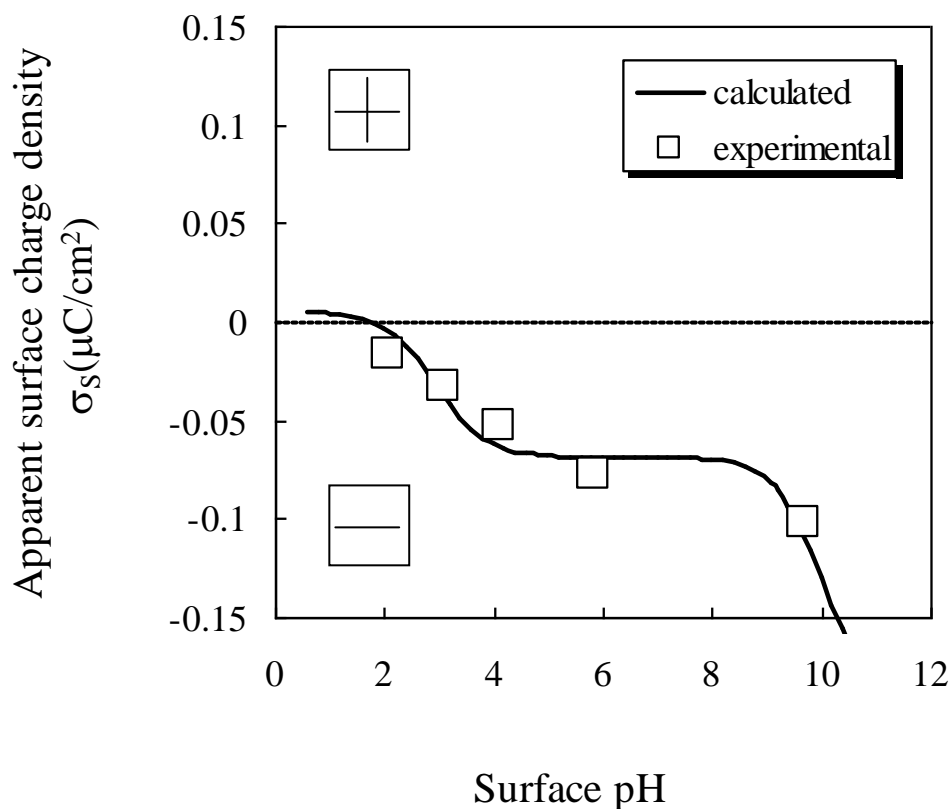 Apparent surface charge density
σS(μC/cm²)
0.15
0.1
0.05
0
-0.05
-0.1
-0.15
calculated
experimental
0 2 4 6 8 10 12
Surface pH